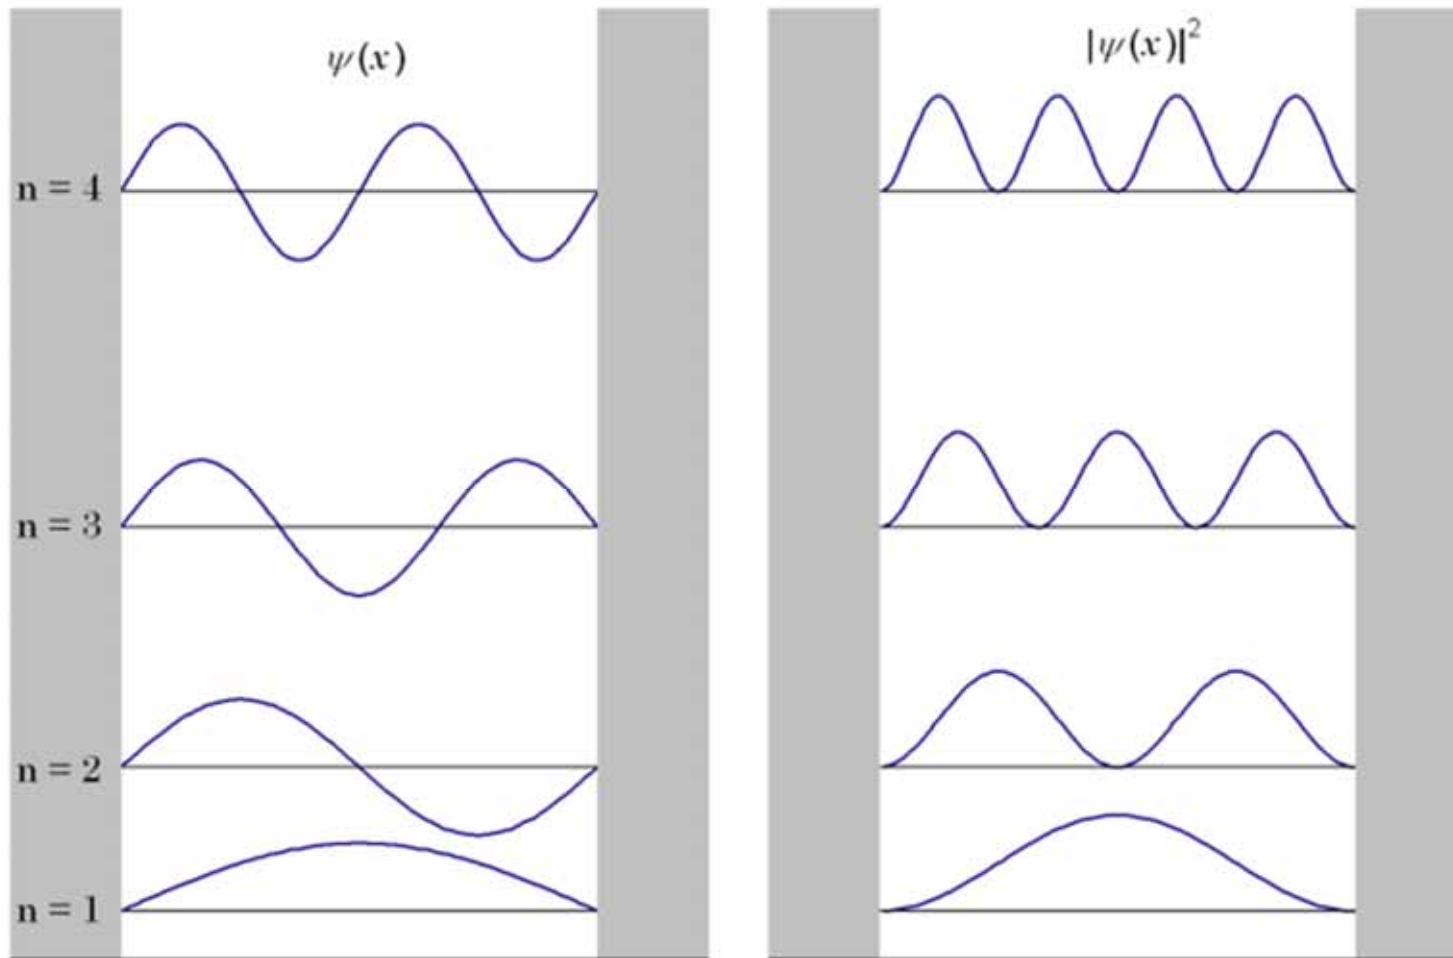 ψ(x)
|ψ(x)|²
n = 4
n = 3
n = 2
n = 1